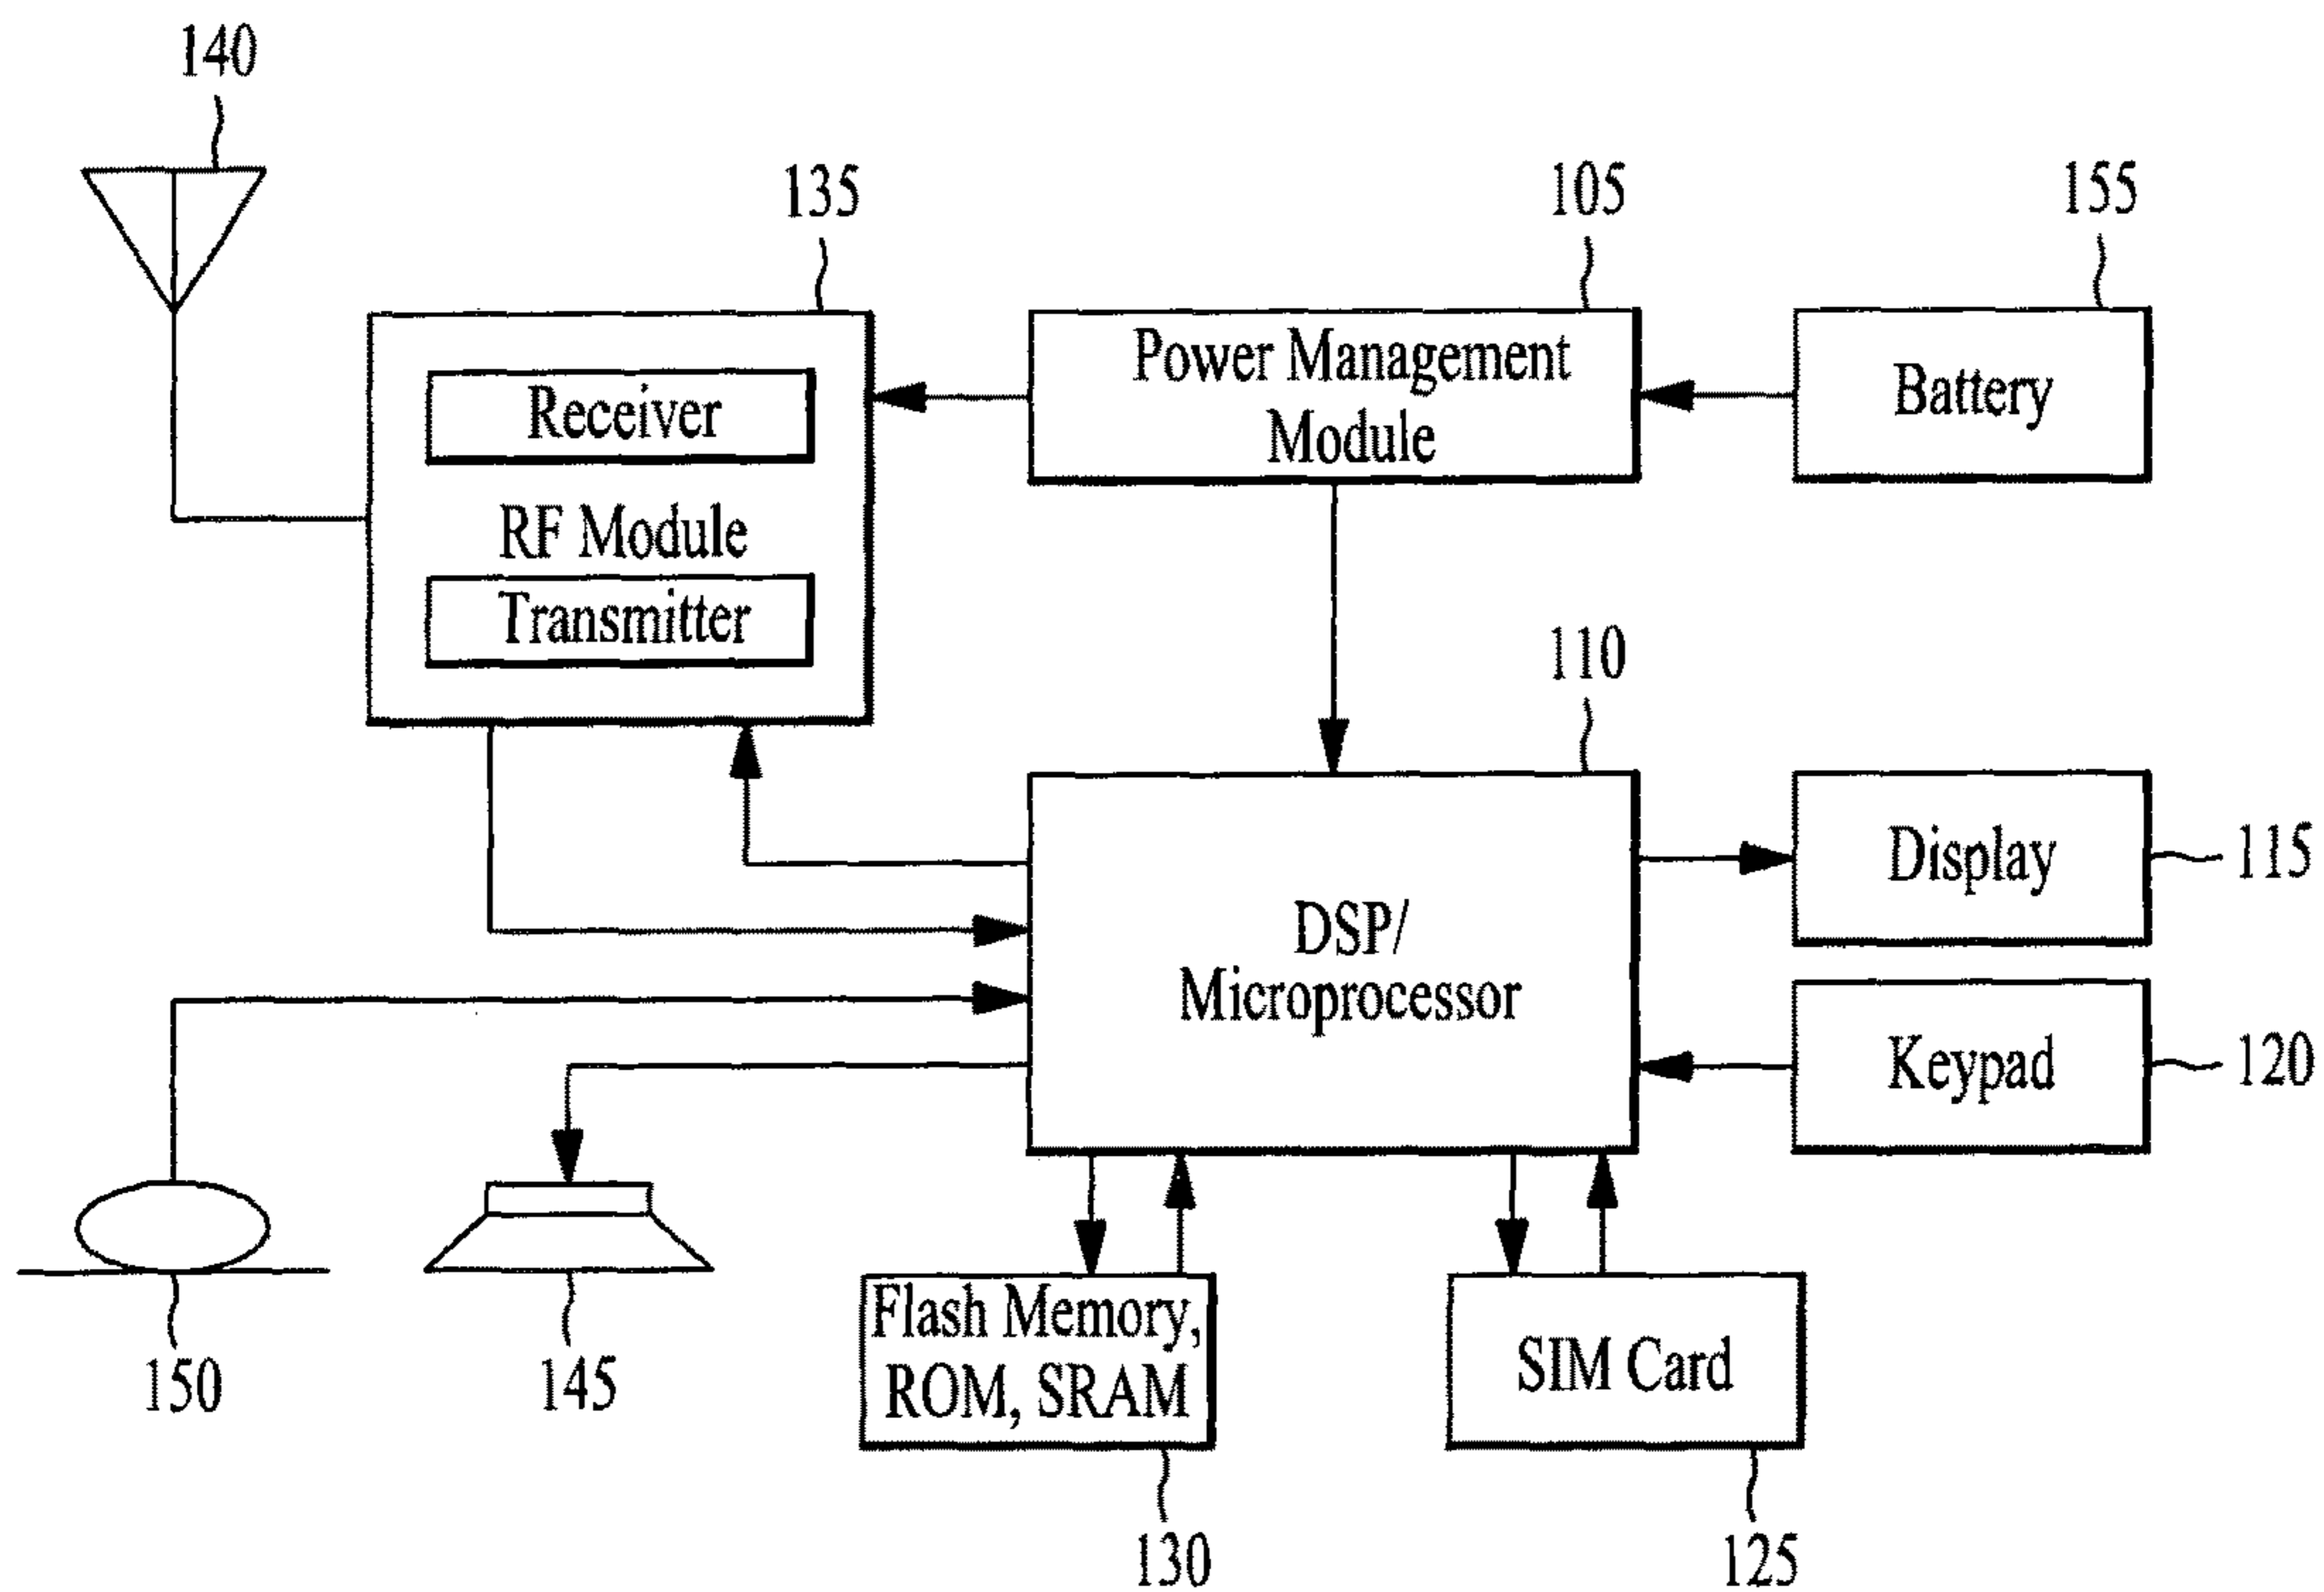 140
135
105
155
Receiver
RF Module
Transmitter
Power Management
Module
Battery
110
DSP/
Microprocessor
Display
115
Keypad
120
150
145
Flash Memory,
ROM, SRAM
SIM Card
130
125